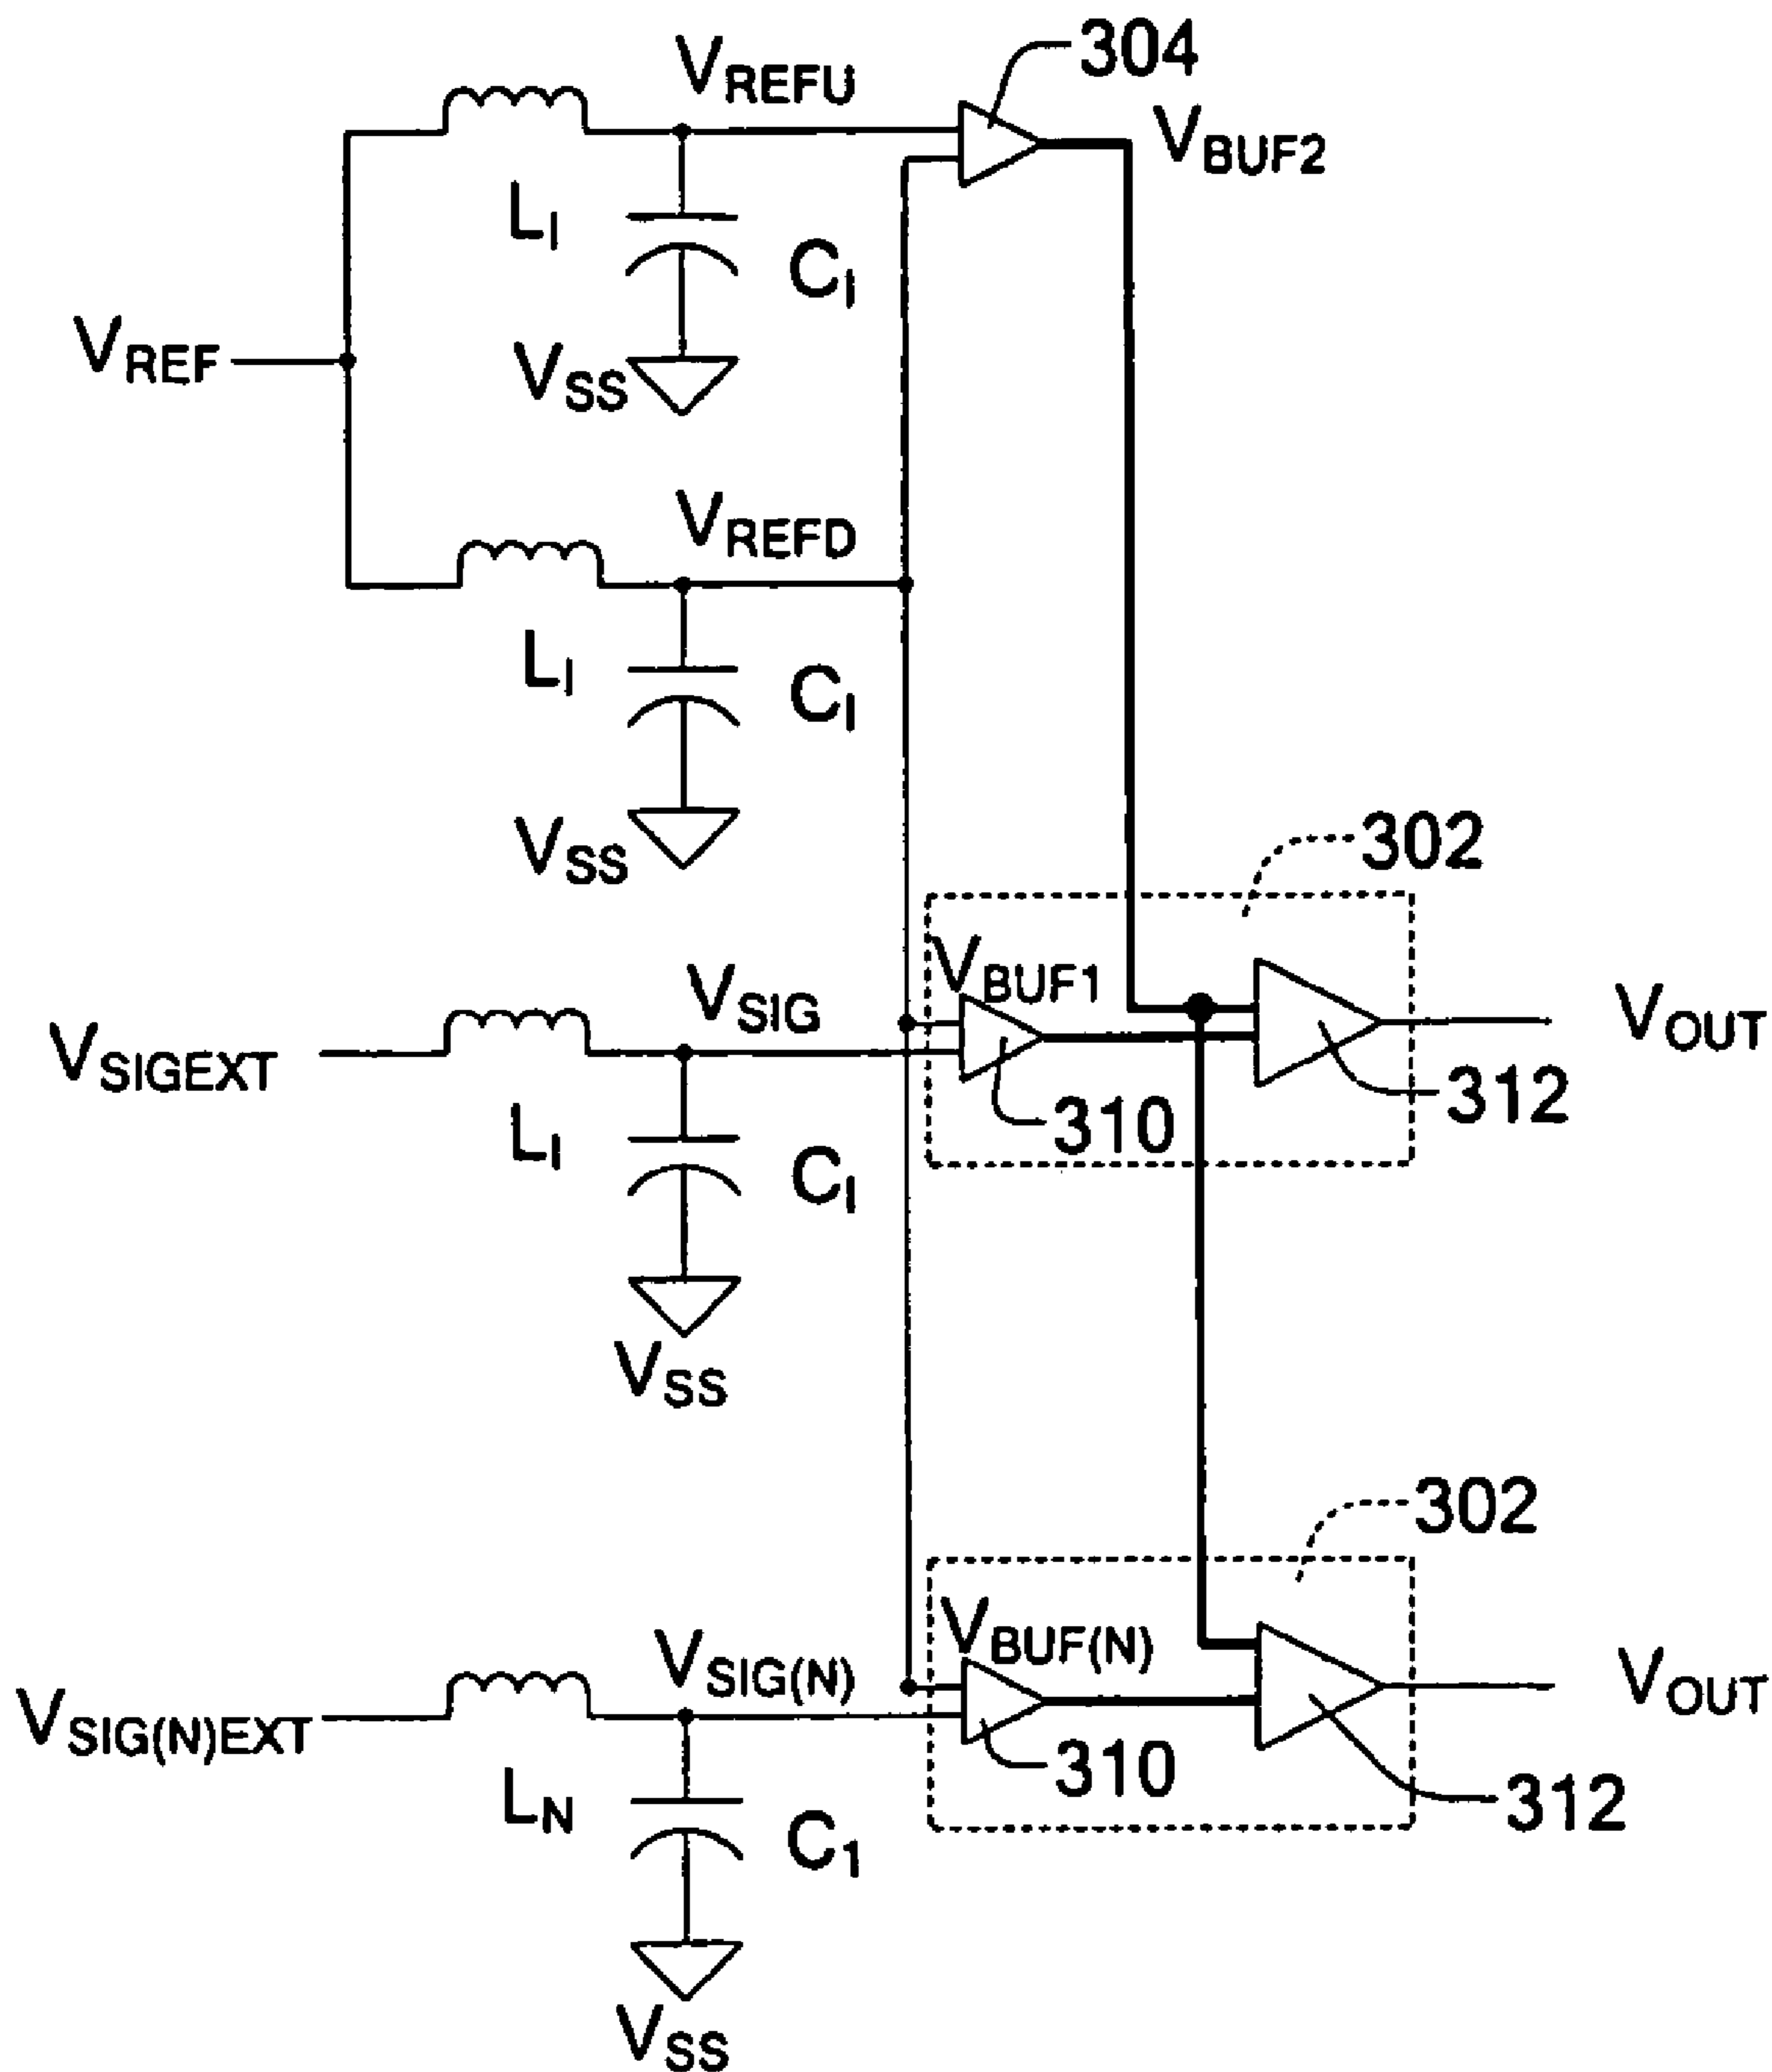 304
VREFU
VBUF2
LI
CI
VREF
VSS
VREFD
LI
CI
VSS
302
VBUF1
VSIG
VSIGEXT
VOUT
310
312
LI
CI
VSS
302
VBUF(N)
VSIG(N)
VSIG(N)EXT
VOUT
310
312
LN
C1
VSS